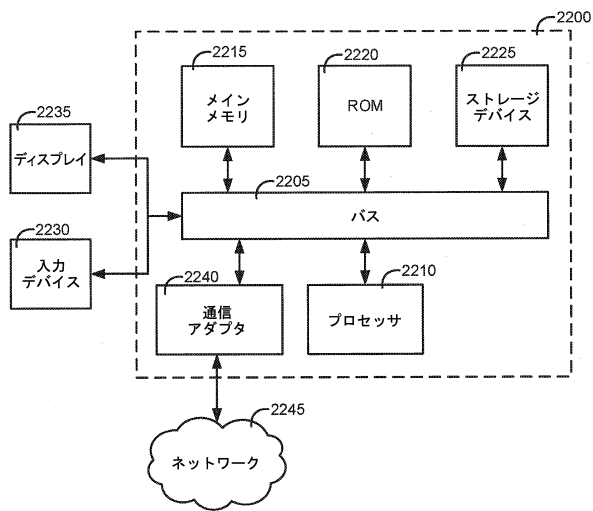 2200
2215
2220
2225
メイン
メモリ
ROM
ストレージ
デバイス
2235
ディスプレイ
2205
バス
2230
入力
デバイス
2240
通信
アダプタ
2210
プロセッサ
2245
ネットワーク